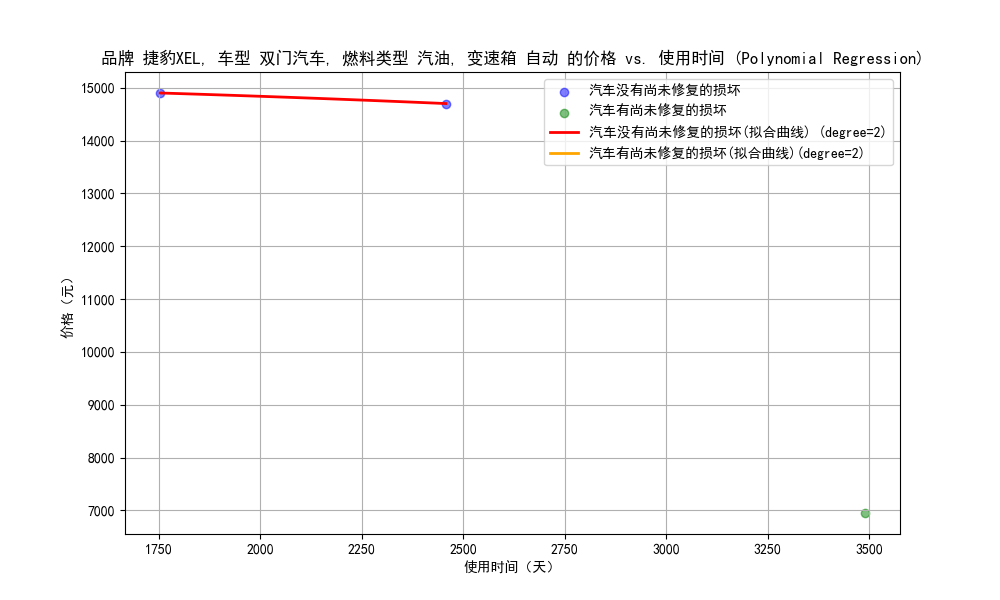 品牌 捷豹XEL, 车型 双门汽车, 燃料类型 汽油, 变速箱 自动 的价格 vs. 使用时间 (Polynomial Regression)
汽车没有尚未修复的损坏
汽车有尚未修复的损坏
汽车没有尚未修复的损坏(拟合曲线) (degree=2)
汽车有尚未修复的损坏(拟合曲线)(degree=2)
价格（元）
15000
14000
13000
12000
11000
10000
9000
8000
7000
1750 2000 2250 2500 2750 3000 3250 3500
使用时间（天）